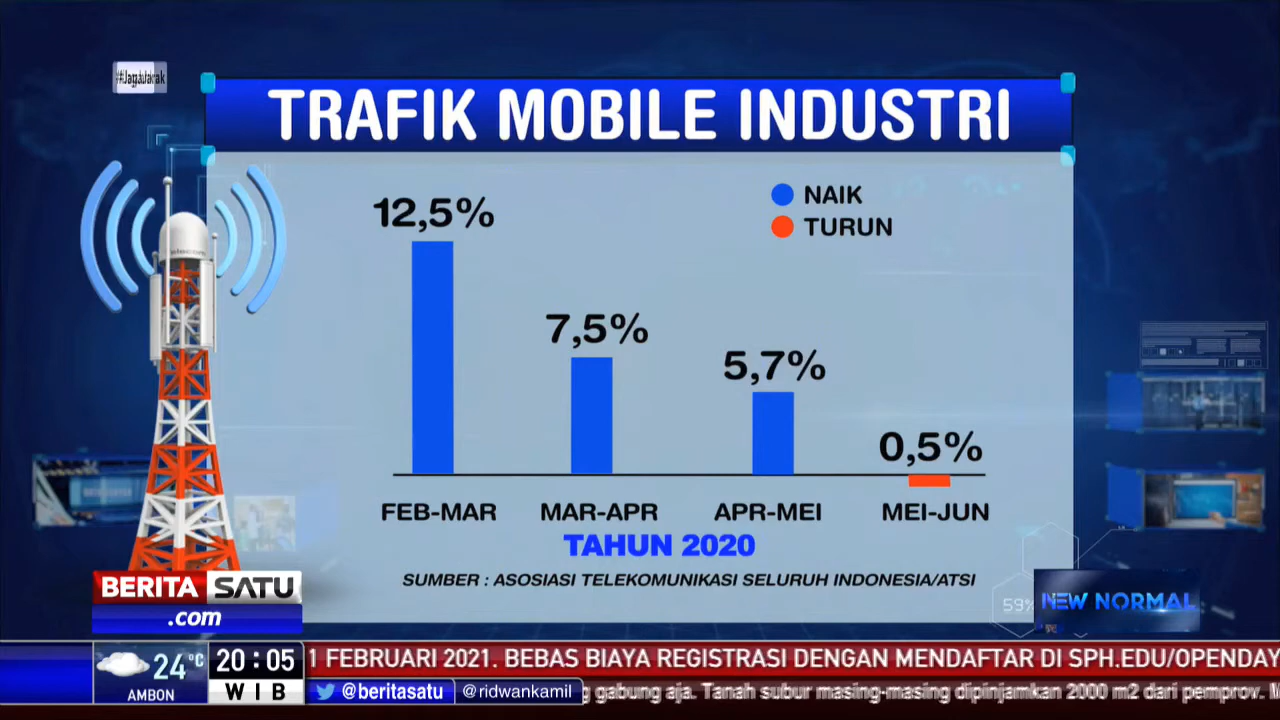 #JagaJarak
TRAFIK MOBILE INDUSTRI
NAIK
TURUN
12,5%
7,5%
5,7%
0,5%
FEB-MAR
MAR-APR
APR-MEI
MEI-JUN
TAHUN 2020
SUMBER : ASOSIASI TELEKOMUNIKASI SELURUH INDONESIA/ATSI
59%
NEW NORMAL
BERITA SATU
.com
24°C
AMBON
20:05
WIB
1 FEBRUARI 2021. BEBAS BIAYA REGISTRASI DENGAN MENDAFTAR DI SPH.EDU/OPENDAY
@beritasatu
@ridwankamil
g gabung aja. Tanah subur masing-masing dipinjamkan 2000 m2 dari pemprov. M